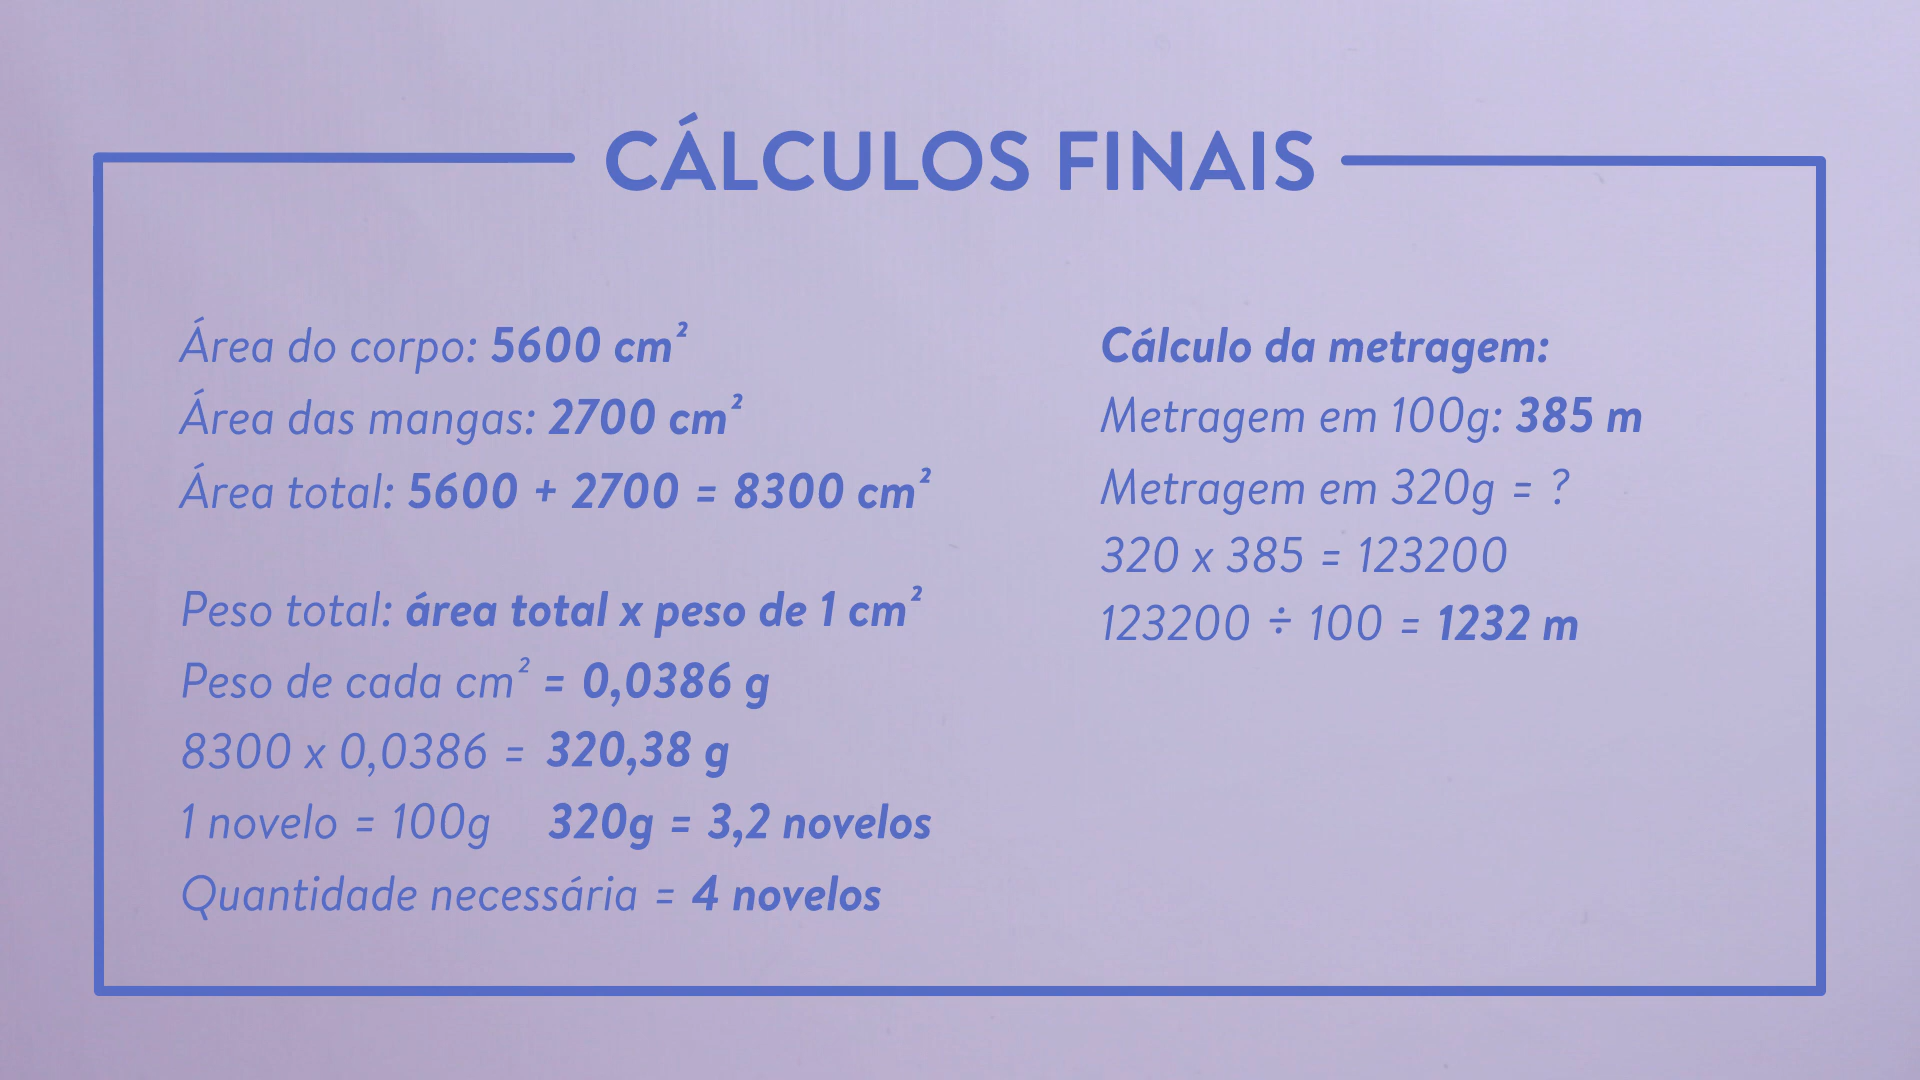 CÁLCULOS FINAIS
Área do corpo: 5600 cm²
Área das mangas: 2700 cm²
Área total: 5600 + 2700 = 8300 cm²
Peso total: área total x peso de 1 cm²
Peso de cada cm² = 0,0386 g
8300 x 0,0386 = 320,38 g
1 novelo = 100g 320g = 3,2 novelos
Quantidade necessária = 4 novelos
Cálculo da metragem:
Metragem em 100g: 385 m
Metragem em 320g = ?
320 x 385 = 123200
123200 ÷ 100 = 1232 m